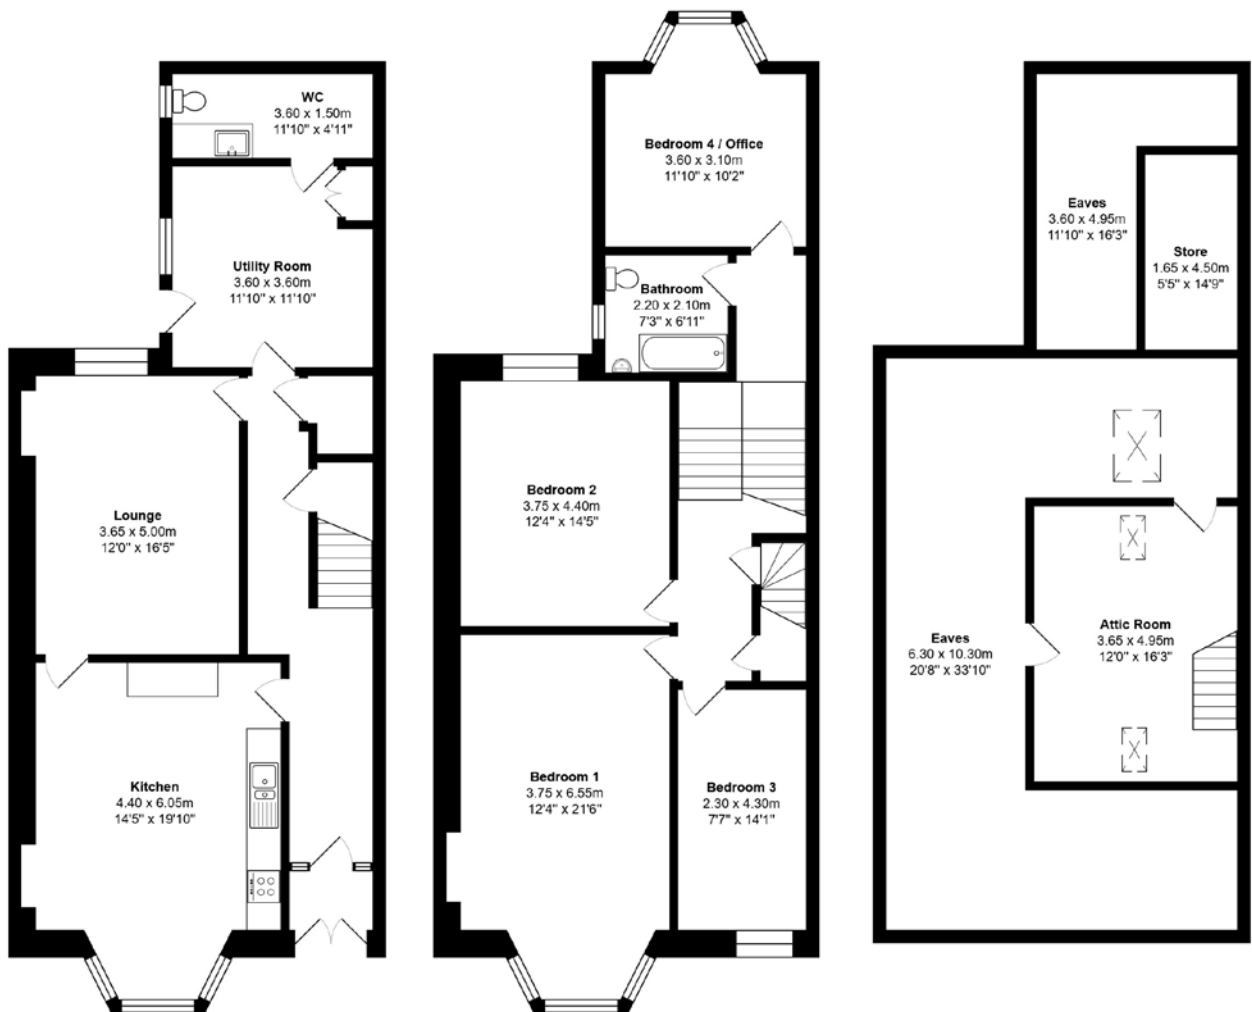 WC
3.60 x 1.50m
11'10" x 4'11"
Utility Room
3.60 x 3.60m
11'10" x 11'10"
Lounge
3.65 x 5.00m
12'0" x 16'5"
Kitchen
4.40 x 6.05m
14'5" x 19'10"
Bedroom 4 / Office
3.60 x 3.10m
11'10" x 10'2"
Bathroom
2.20 x 2.10m
7'3" x 6'11"
Bedroom 2
3.75 x 4.40m
12'4" x 14'5"
Bedroom 1
3.75 x 6.55m
12'4" x 21'6"
Bedroom 3
2.30 x 4.30m
7'7" x 14'1"
Eaves
3.60 x 4.95m
11'10" x 16'3"
Store
1.65 x 4.50m
5'5" x 14'9"
Attic Room
3.65 x 4.95m
12'0" x 16'3"
Eaves
6.30 x 10.30m
20'8" x 33'10"